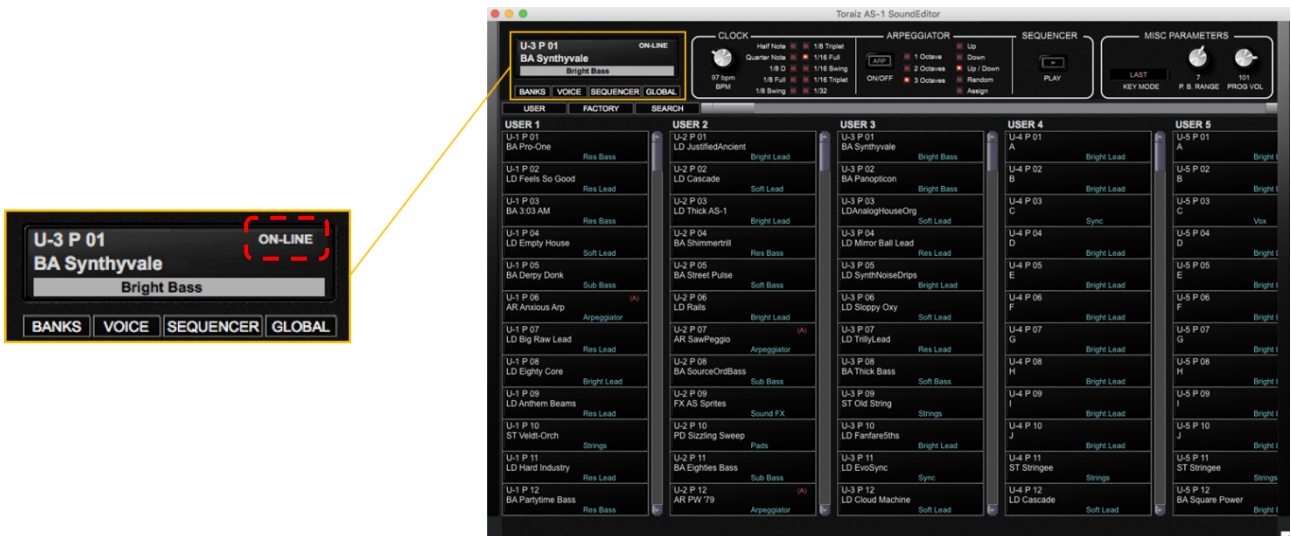 Toraiz AS-1 SoundEditor
U-3 P 01 ON-LINE
BA Synthyvale
Bright Bass
BANKS VOICE SEQUENCER GLOBAL
CLOCK
97 bpm
BPM
Half Note 1/8 Triplet
Quarter Note 1/16 Full
1/8 D 1/16 Swing
1/8 Full 1/16 Triplet
1/8 Swing 1/32
ARPEGGIATOR
ARP
ON/OFF
1 Octave
2 Octaves
3 Octaves
Up
Down
Up / Down
Random
Assign
SEQUENCER
PLAY
MISC PARAMETERS
LAST
KEY MODE
7
P. B. RANGE
101
PROG VOL
USER FACTORY SEARCH
USER 1
U-1 P 01
BA Pro-One
Res Bass
U-1 P 02
LD Feels So Good
Res Lead
U-1 P 03
BA 3:03 AM
Res Bass
U-1 P 04
LD Empty House
Soft Lead
U-1 P 05
BA Derpy Donk
Sub Bass
U-1 P 06 (A)
AR Anxious Arp
Arpeggiator
U-1 P 07
LD Big Raw Lead
Res Lead
U-1 P 08
LD Eighty Core
Bright Lead
U-1 P 09
LD Anthem Beams
Res Lead
U-1 P 10
ST Veldt-Orch
Strings
U-1 P 11
LD Hard Industry
Res Lead
U-1 P 12
BA Partytime Bass
Res Bass
USER 2
U-2 P 01
LD JustifiedAncient
Bright Lead
U-2 P 02
LD Cascade
Soft Lead
U-2 P 03
LD Thick AS-1
Bright Lead
U-2 P 04
BA Shimmertrill
Res Bass
U-2 P 05
BA Street Pulse
Soft Bass
U-2 P 06
LD Rails
Bright Lead
U-2 P 07 (A)
AR SawPeggio
Arpeggiator
U-2 P 08
BA SourceOrdBass
Sub Bass
U-2 P 09
FX AS Sprites
Sound FX
U-2 P 10
PD Sizzling Sweep
Pads
U-2 P 11
BA Eighties Bass
Sub Bass
U-2 P 12 (A)
AR PW '79
Arpeggiator
USER 3
U-3 P 01
BA Synthyvale
Bright Bass
U-3 P 02
BA Panopticon
Bright Bass
U-3 P 03
LDAnalogHouseOrg
Soft Lead
U-3 P 04
LD Mirror Ball Lead
Res Lead
U-3 P 05
LD SynthNoiseDrips
Bright Lead
U-3 P 06
LD Sloppy Oxy
Soft Lead
U-3 P 07
LD TrillyLead
Res Lead
U-3 P 08
BA Thick Bass
Soft Bass
U-3 P 09
ST Old String
Strings
U-3 P 10
LD Fanfare5ths
Bright Lead
U-3 P 11
LD EvoSync
Sync
U-3 P 12
LD Cloud Machine
Soft Lead
USER 4
U-4 P 01
A
Bright Lead
U-4 P 02
B
Bright Lead
U-4 P 03
C
Sync
U-4 P 04
D
Bright Lead
U-4 P 05
E
Bright Lead
U-4 P 06
F
Bright Lead
U-4 P 07
G
Bright Lead
U-4 P 08
H
Bright Lead
U-4 P 09
I
Bright Lead
U-4 P 10
J
Bright Lead
U-4 P 11
ST Stringee
Strings
U-4 P 12
LD Cascade
Soft Lead
USER 5
U-5 P 01
A
Bright
U-5 P 02
B
Bright
U-5 P 03
C
Vox
U-5 P 04
D
Bright
U-5 P 05
E
Bright
U-5 P 06
F
Bright
U-5 P 07
G
Bright
U-5 P 08
H
Bright
U-5 P 09
I
Bright
U-5 P 10
J
Bright
U-5 P 11
ST Stringee
Strings
U-5 P 12
BA Square Power
Bright
U-3 P 01 ON-LINE
BA Synthyvale
Bright Bass
BANKS VOICE SEQUENCER GLOBAL